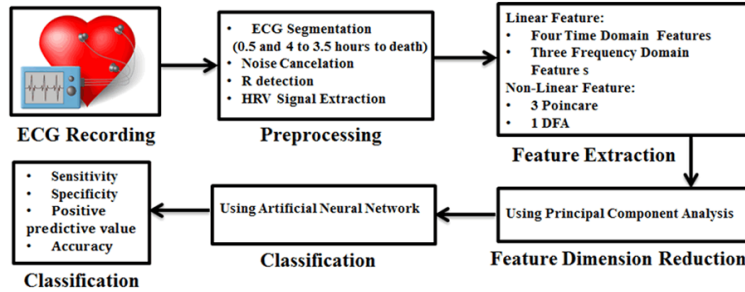 ECG Recording
• ECG Segmentation
(0.5 and 4 to 3.5 hours to death)
• Noise Cancelation
• R detection
• HRV Signal Extraction
Preprocessing
Linear Feature:
• Four Time Domain Features
• Three Frequency Domain
Feature s
Non-Linear Feature:
• 3 Poincare
• 1 DFA
Feature Extraction
Using Principal Component Analysis
Feature Dimension Reduction
Using Artificial Neural Network
Classification
• Sensitivity
• Specificity
• Positive
predictive value
• Accuracy
Classification